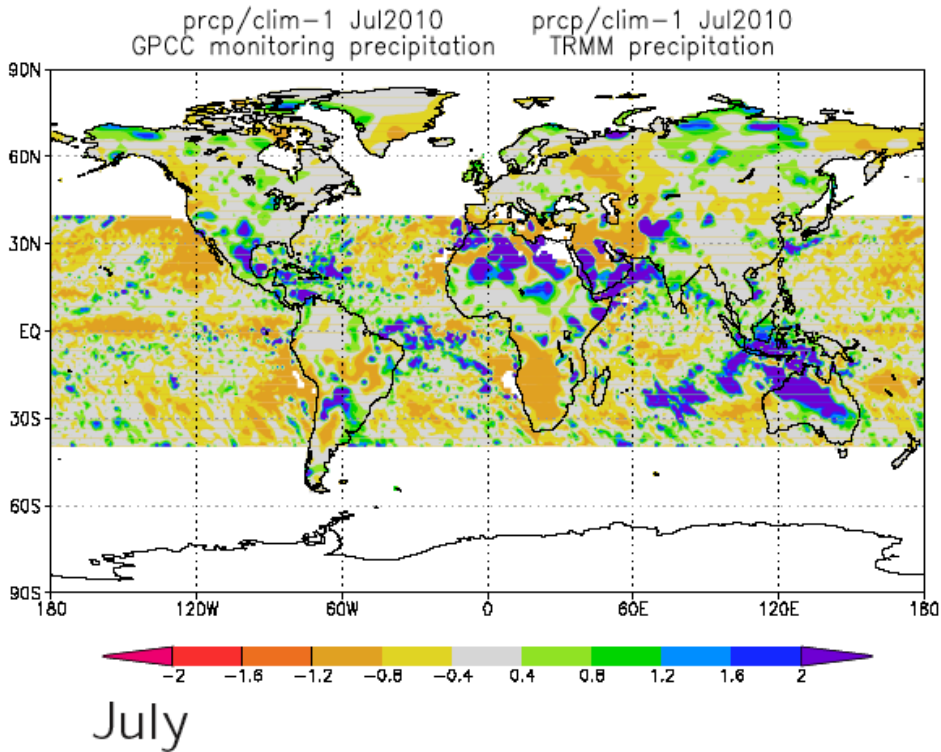 prcp/clim-1 Jul2010 prcp/clim-1 Jul2010
GPCC monitoring precipitation TRMM precipitation
90N
60N
30N
EQ
30S
60S
90S
180 120W 60W 0 60E 120E 180
-2 -1.6 -1.2 -0.8 -0.4 0.4 0.8 1.2 1.6 2
July